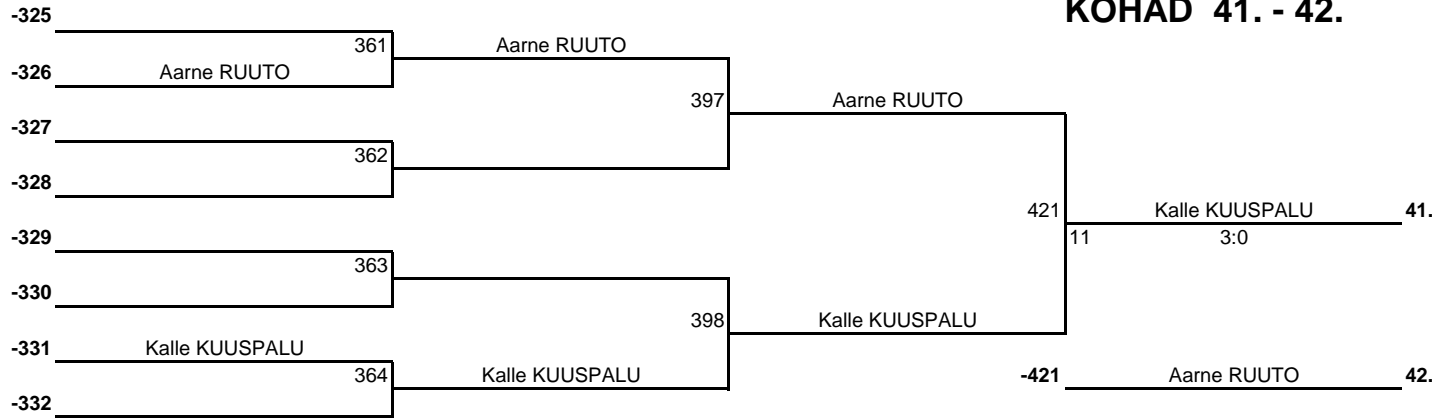 KOHAD 41. - 42.
-325
361 Aarne RUUTO
-326 Aarne RUUTO
397 Aarne RUUTO
-327
362
-328
421 Kalle KUUSPALU 41.
-329 11 3:0
363
-330
398 Kalle KUUSPALU
-331 Kalle KUUSPALU
364 Kalle KUUSPALU -421 Aarne RUUTO 42.
-332